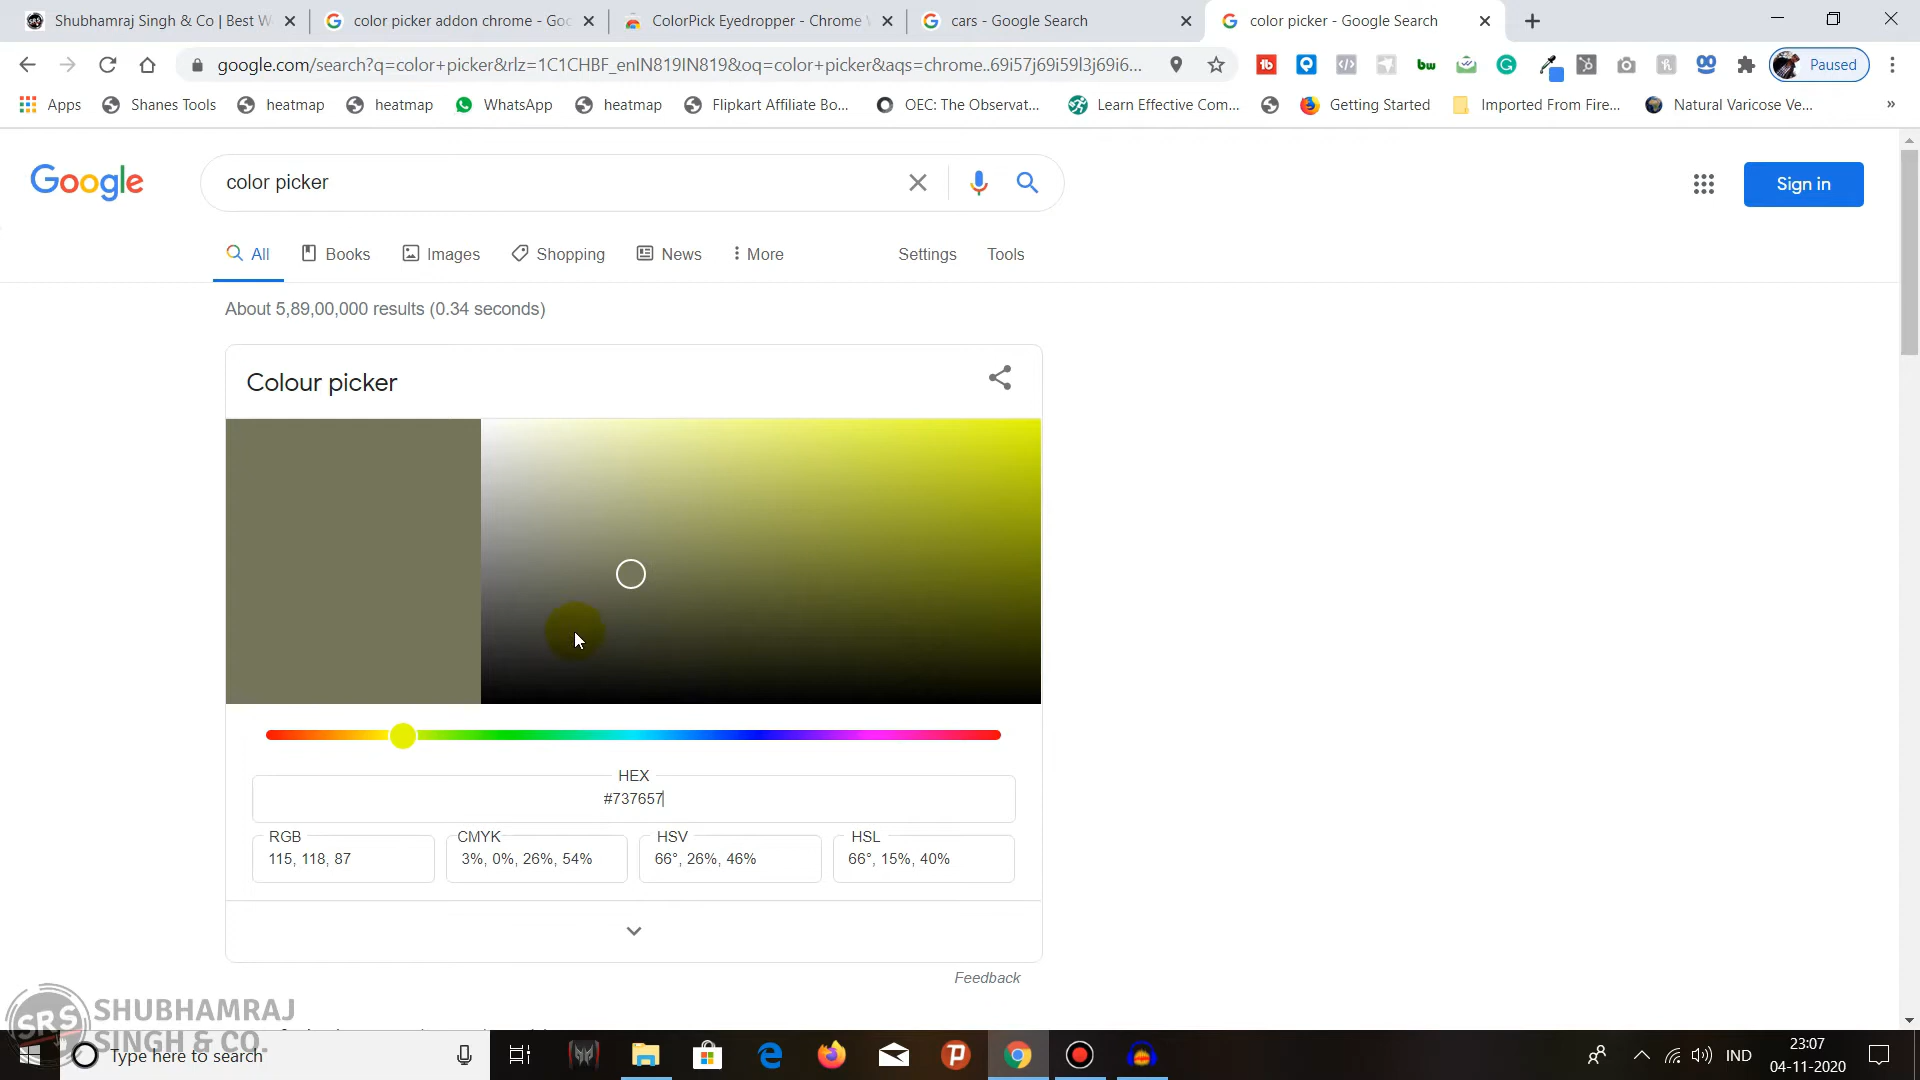 Shubhamraj Singh & Co | Best W
color picker addon chrome - Goo
ColorPick Eyedropper - Chrome W
cars - Google Search
color picker - Google Search
google.com/search?q=color+picker&rlz=1C1CHBF_enIN819IN819&oq=color+picker&aqs=chrome..69i57j69i59l3j69i6...
Paused
Apps
Shanes Tools
heatmap
heatmap
WhatsApp
heatmap
Flipkart Affiliate Bo...
OEC: The Observat...
Learn Effective Com...
Getting Started
Imported From Fire...
Natural Varicose Ve...
»
Google
color picker
Sign in
All
Books
Images
Shopping
News
More
Settings
Tools
About 5,89,00,000 results (0.34 seconds)
Colour picker
HEX
#737657
RGB
CMYK
HSV
HSL
115, 118, 87
3%, 0%, 26%, 54%
66°, 26%, 46%
66°, 15%, 40%
Feedback
SRS
SHUBHAMRAJ
SINGH & CO.
Type here to search
IND
23:07
04-11-2020